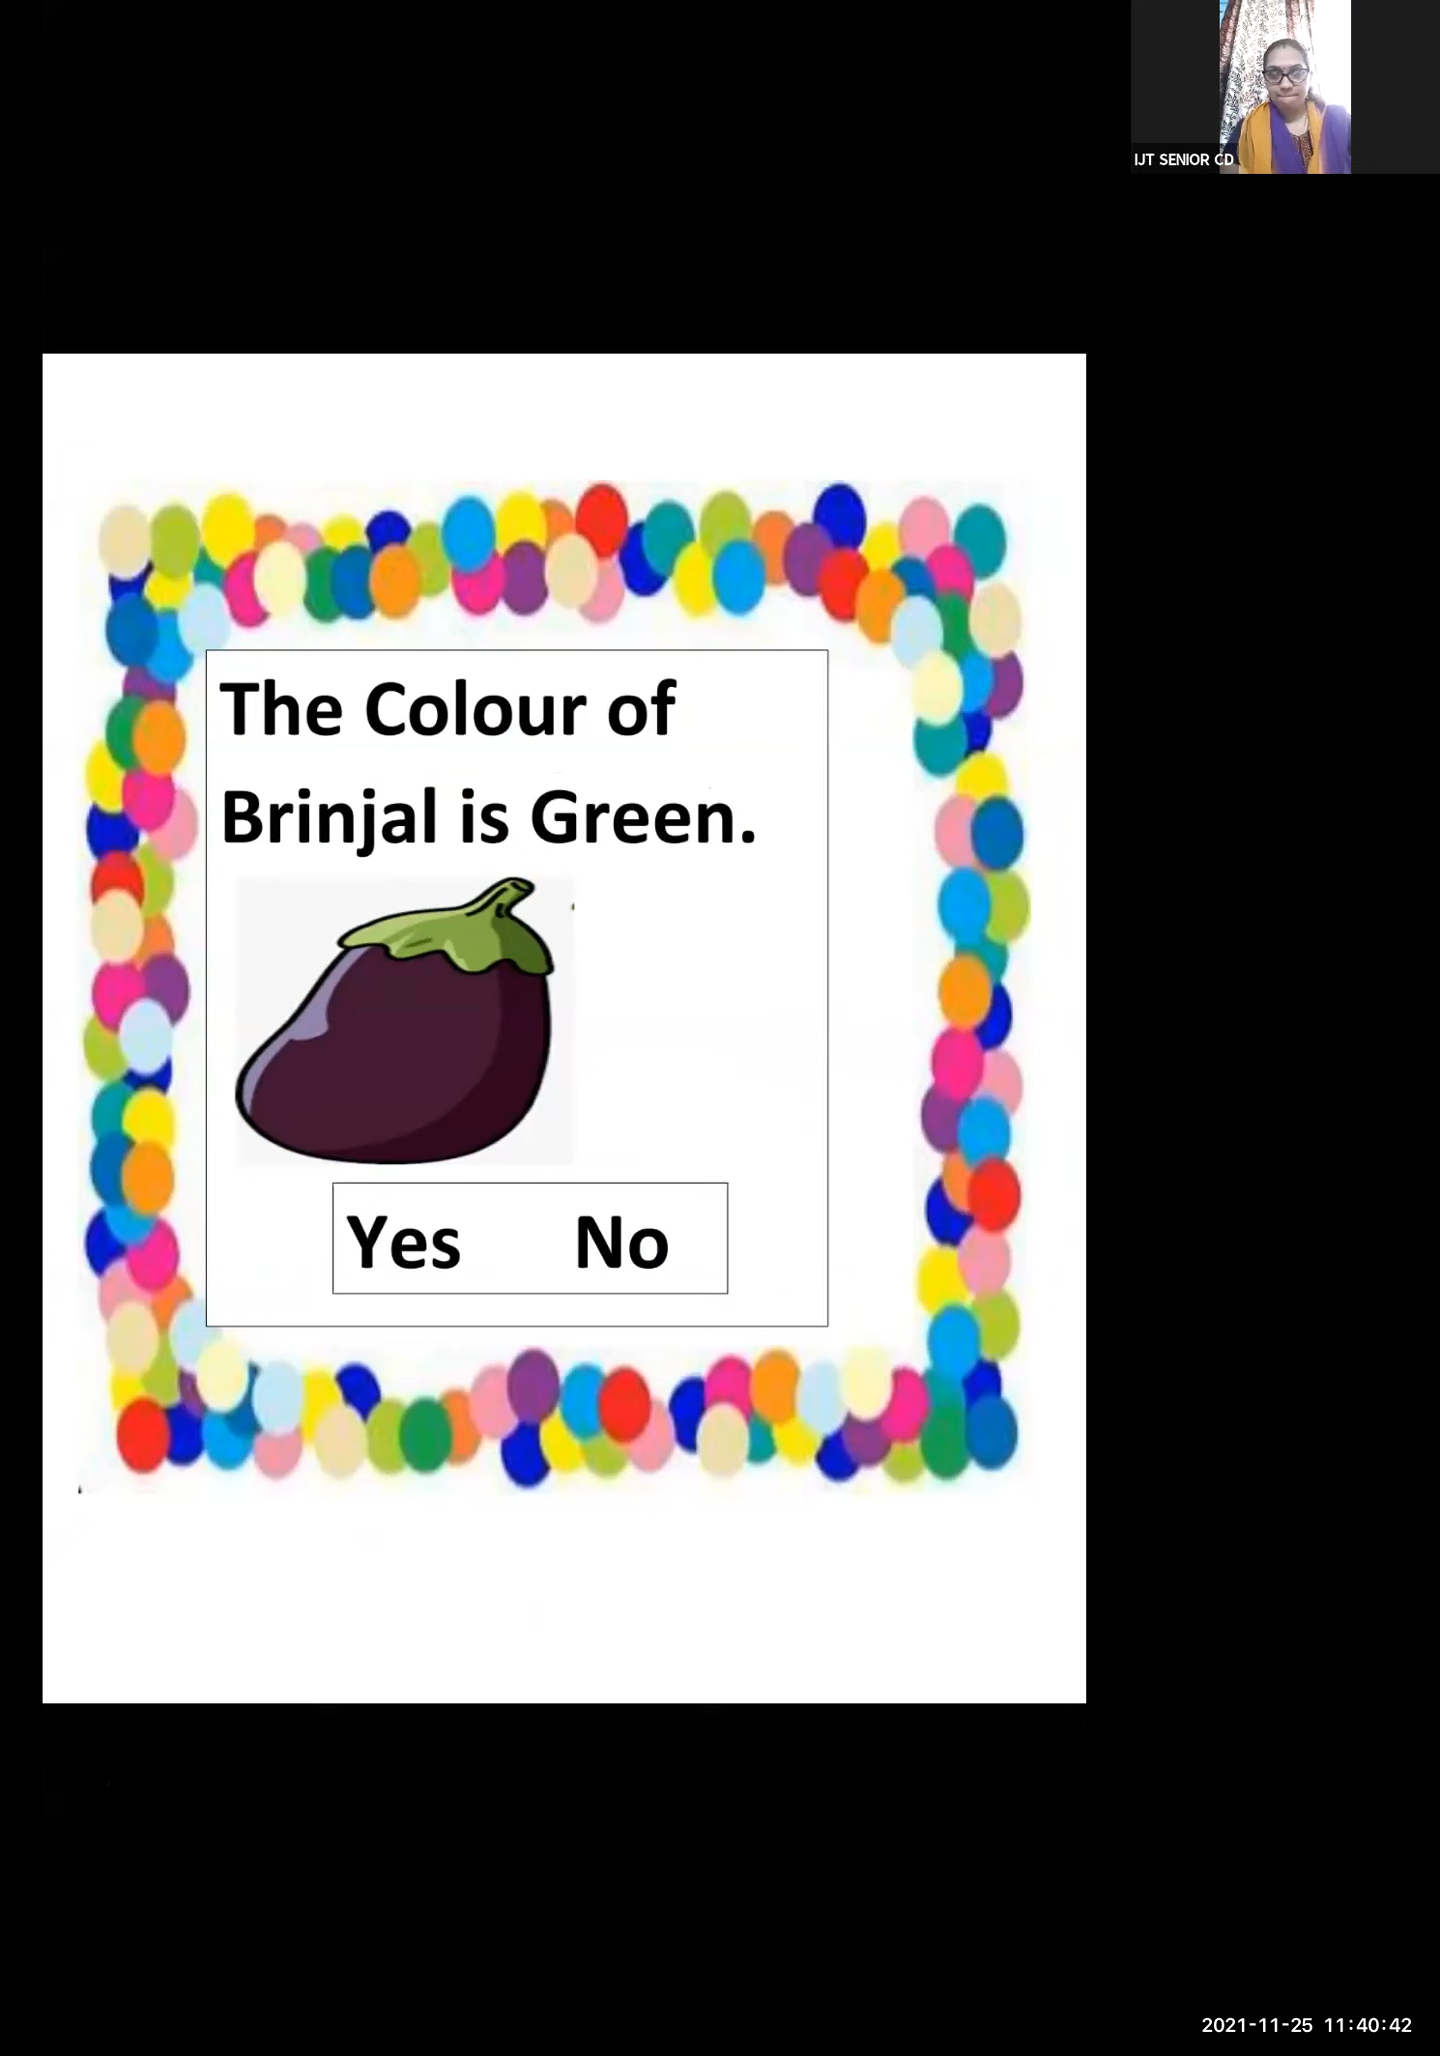 IJT SENIOR CD
The Colour of
Brinjal is Green.
Yes No
2021-11-25 11:40:42